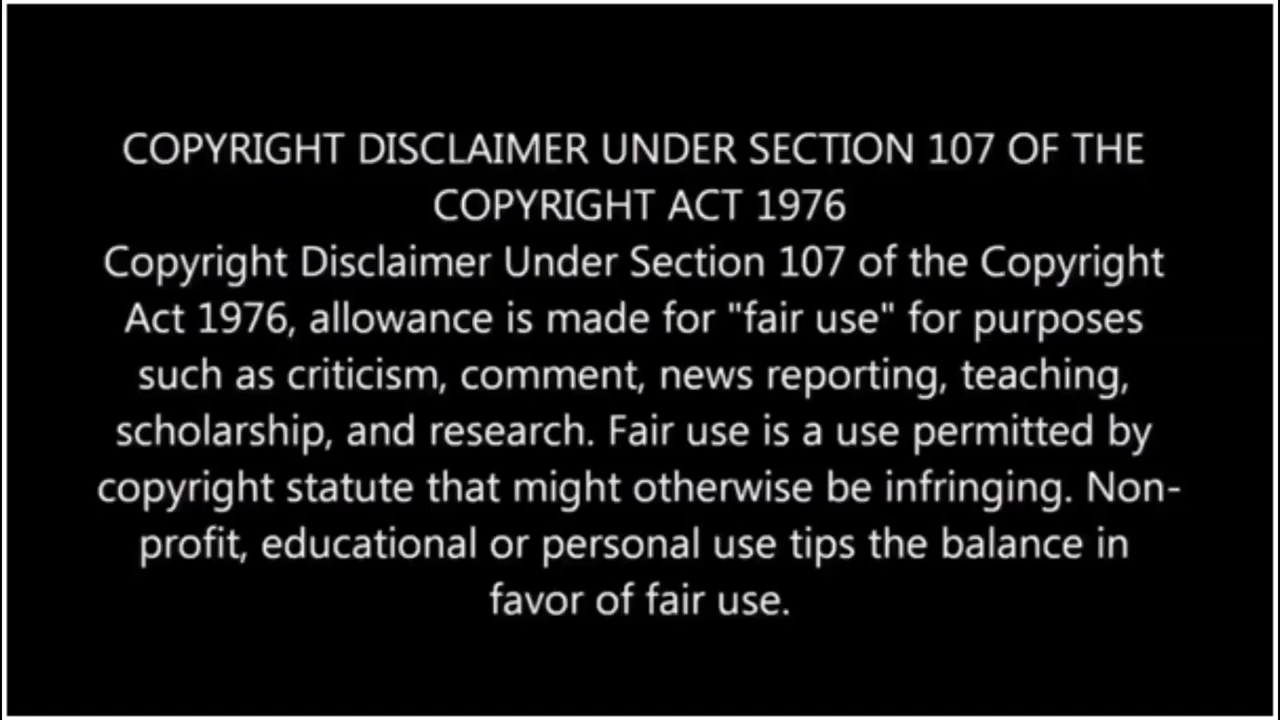 COPYRIGHT DISCLAIMER UNDER SECTION 107 OF THE
COPYRIGHT ACT 1976
Copyright Disclaimer Under Section 107 of the Copyright
Act 1976, allowance is made for "fair use" for purposes
such as criticism, comment, news reporting, teaching,
scholarship, and research. Fair use is a use permitted by
copyright statute that might otherwise be infringing. Non-
profit, educational or personal use tips the balance in
favor of fair use.